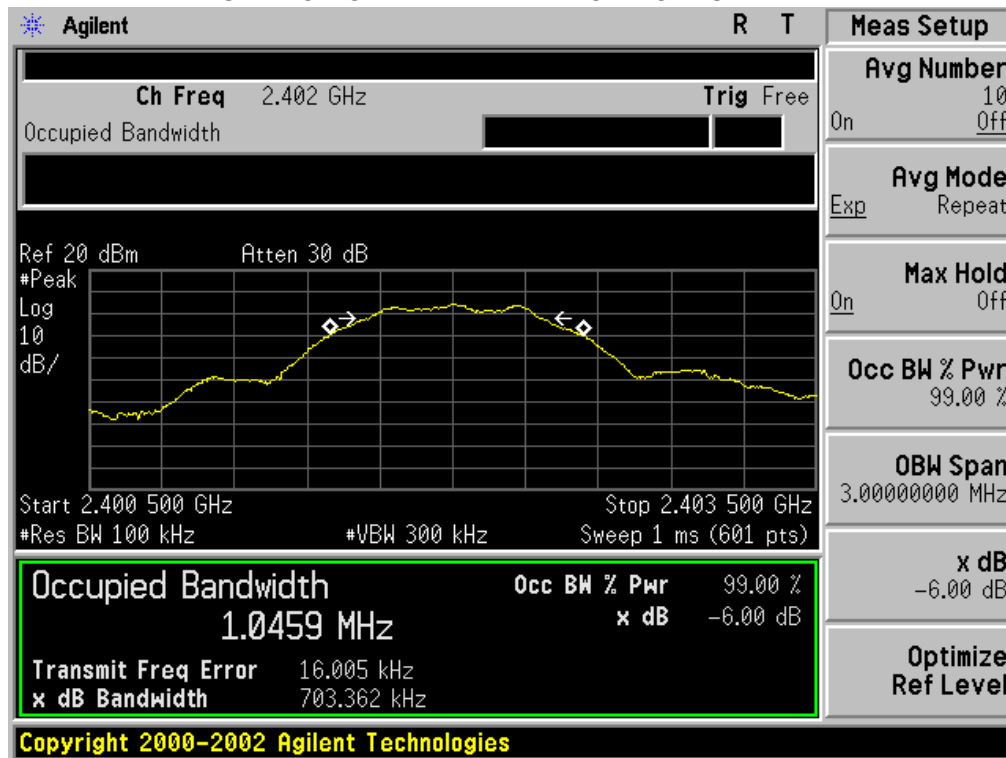 Agilent R T
Ch Freq 2.402 GHz Trig Free
Occupied Bandwidth
Ref 20 dBm Atten 30 dB
#Peak
Log
10
dB/
Start 2.400 500 GHz Stop 2.403 500 GHz
#Res BW 100 kHz #VBW 300 kHz Sweep 1 ms (601 pts)
Occupied Bandwidth Occ BW % Pwr 99.00 %
1.0459 MHz x dB -6.00 dB
Transmit Freq Error 16.005 kHz
x dB Bandwidth 703.362 kHz
Copyright 2000-2002 Agilent Technologies
Meas Setup
Avg Number
10
On Off
Avg Mode
Exp Repeat
Max Hold
On Off
Occ BW % Pwr
99.00 %
OBW Span
3.00000000 MHz
x dB
-6.00 dB
Optimize
Ref Level